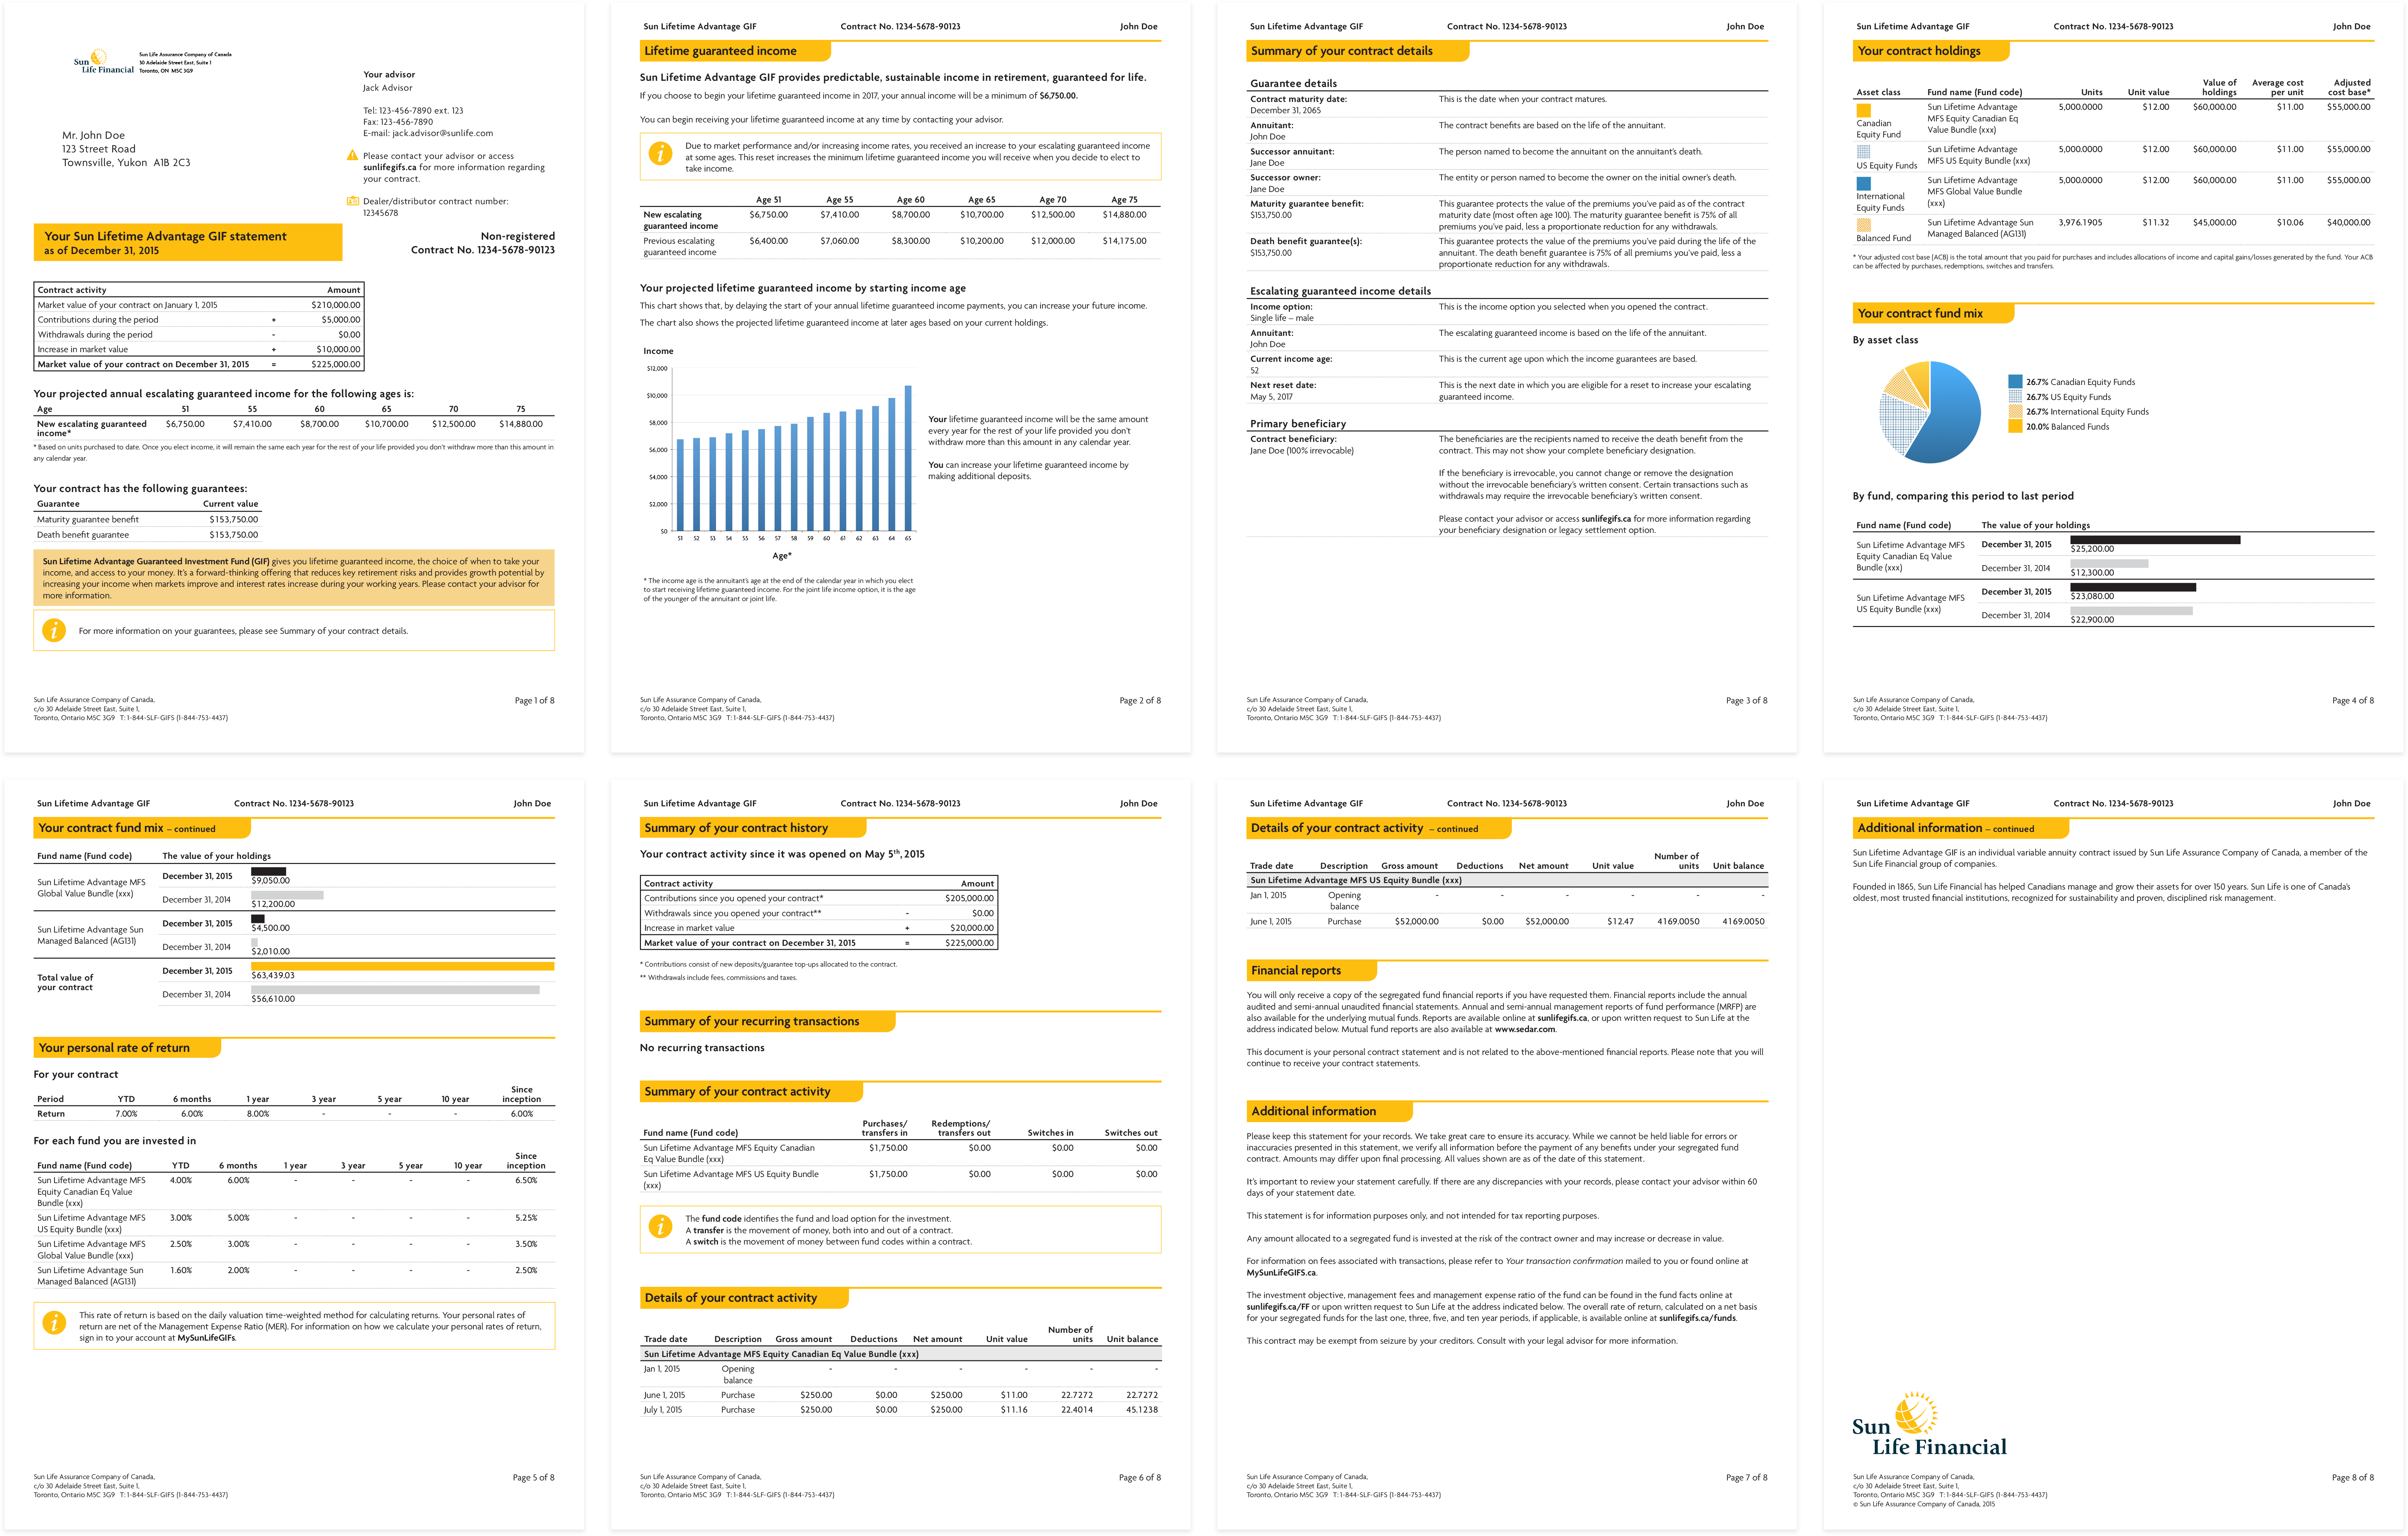 Sun Life Financial
Sun Life Assurance Company of Canada
30 Adelaide Street East, Suite 1
Toronto, ON M5C 3G9
Your advisor
Jack Advisor
Tel: 123-456-7890 ext. 123
Fax: 123-456-7890
E-mail: jack.advisor@sunlife.com
Mr. John Doe
123 Street Road
Townsville, Yukon A1B 2C3
Please contact your advisor or access
sunlifegifs.ca for more information regarding
your contract.
Dealer/distributor contract number:
12345678
Your Sun Lifetime Advantage GIF statement
as of December 31, 2015
Non-registered
Contract No. 1234-5678-90123
Contract activity Amount
Market value of your contract on January 1, 2015 $210,000.00
Contributions during the period + $5,000.00
Withdrawals during the period - $0.00
Increase in market value + $10,000.00
Market value of your contract on December 31, 2015 = $225,000.00
Your projected annual escalating guaranteed income for the following ages is:
Age 51 55 60 65 70 75
New escalating guaranteed $6,750.00 $7,410.00 $8,700.00 $10,700.00 $12,500.00 $14,880.00
income*
* Based on units purchased to date. Once you elect income, it will remain the same each year for the rest of your life provided you don't withdraw more than this amount in
any calendar year.
Your contract has the following guarantees:
Guarantee Current value
Maturity guarantee benefit $153,750.00
Death benefit guarantee $153,750.00
Sun Lifetime Advantage Guaranteed Investment Fund (GIF) gives you lifetime guaranteed income, the choice of when to take your
income, and access to your money. It's a forward-thinking offering that reduces key retirement risks and provides growth potential by
increasing your income when markets improve and interest rates increase during your working years. Please contact your advisor for
more information.
For more information on your guarantees, please see Summary of your contract details.
Sun Life Assurance Company of Canada,
c/o 30 Adelaide Street East, Suite 1,
Toronto, Ontario M5C 3G9 T: 1-844-SLF-GIFS (1-844-753-4437)
Page 1 of 8
Sun Lifetime Advantage GIF Contract No. 1234-5678-90123 John Doe
Lifetime guaranteed income
Sun Lifetime Advantage GIF provides predictable, sustainable income in retirement, guaranteed for life.
If you choose to begin your lifetime guaranteed income in 2017, your annual income will be a minimum of $6,750.00.
You can begin receiving your lifetime guaranteed income at any time by contacting your advisor.
Due to market performance and/or increasing income rates, you received an increase to your escalating guaranteed income
at some ages. This reset increases the minimum lifetime guaranteed income you will receive when you decide to elect to
take income.
Age 51 Age 55 Age 60 Age 65 Age 70 Age 75
New escalating $6,750.00 $7,410.00 $8,700.00 $10,700.00 $12,500.00 $14,880.00
guaranteed income
Previous escalating $6,400.00 $7,060.00 $8,300.00 $10,200.00 $12,000.00 $14,175.00
guaranteed income
Your projected lifetime guaranteed income by starting income age
This chart shows that, by delaying the start of your annual lifetime guaranteed income payments, you can increase your future income.
The chart also shows the projected lifetime guaranteed income at later ages based on your current holdings.
Income
$12,000
$10,000
$8,000
$6,000
$4,000
$2,000
$0
51 52 53 54 55 56 57 58 59 60 61 62 63 64 65
Age*
Your lifetime guaranteed income will be the same amount
every year for the rest of your life provided you don't
withdraw more than this amount in any calendar year.
You can increase your lifetime guaranteed income by
making additional deposits.
* The income age is the annuitant's age at the end of the calendar year in which you elect
to start receiving lifetime guaranteed income. For the joint life income option, it is the age
of the younger of the annuitant or joint life.
Sun Life Assurance Company of Canada,
c/o 30 Adelaide Street East, Suite 1,
Toronto, Ontario M5C 3G9 T: 1-844-SLF-GIFS (1-844-753-4437)
Page 2 of 8
Sun Lifetime Advantage GIF Contract No. 1234-5678-90123 John Doe
Summary of your contract details
Guarantee details
Contract maturity date: This is the date when your contract matures.
December 31, 2065
Annuitant: The contract benefits are based on the life of the annuitant.
John Doe
Successor annuitant: The person named to become the annuitant on the annuitant's death.
Jane Doe
Successor owner: The entity or person named to become the owner on the initial owner's death.
Jane Doe
Maturity guarantee benefit: This guarantee protects the value of the premiums you've paid as of the contract
$153,750.00 maturity date (most often age 100). The maturity guarantee benefit is 75% of all
premiums you've paid, less a proportionate reduction for any withdrawals.
Death benefit guarantee(s): This guarantee protects the value of the premiums you've paid during the life of the
$153,750.00 annuitant. The death benefit guarantee is 75% of all premiums you've paid, less a
proportionate reduction for any withdrawals.
Escalating guaranteed income details
Income option: This is the income option you selected when you opened the contract.
Single life – male
Annuitant: The escalating guaranteed income is based on the life of the annuitant.
John Doe
Current income age: This is the current age upon which the income guarantees are based.
52
Next reset date: This is the next date in which you are eligible for a reset to increase your escalating
May 5, 2017 guaranteed income.
Primary beneficiary
Contract beneficiary: The beneficiaries are the recipients named to receive the death benefit from the
Jane Doe (100% irrevocable) contract. This may not show your complete beneficiary designation.
If the beneficiary is irrevocable, you cannot change or remove the designation
without the irrevocable beneficiary's written consent. Certain transactions such as
withdrawals may require the irrevocable beneficiary's written consent.
Please contact your advisor or access sunlifegifs.ca for more information regarding
your beneficiary designation or legacy settlement option.
Sun Life Assurance Company of Canada,
c/o 30 Adelaide Street East, Suite 1,
Toronto, Ontario M5C 3G9 T: 1-844-SLF-GIFS (1-844-753-4437)
Page 3 of 8
Sun Lifetime Advantage GIF Contract No. 1234-5678-90123 John Doe
Your contract holdings
Asset class Fund name (Fund code) Units Unit value Value of holdings Average cost per unit Adjusted cost base*
Canadian Equity Fund Sun Lifetime Advantage MFS Equity Canadian Eq Value Bundle (xxx) 5,000.0000 $12.00 $60,000.00 $11.00 $55,000.00
US Equity Funds Sun Lifetime Advantage MFS US Equity Bundle (xxx) 5,000.0000 $12.00 $60,000.00 $11.00 $55,000.00
International Equity Funds Sun Lifetime Advantage MFS Global Value Bundle (xxx) 5,000.0000 $12.00 $60,000.00 $11.00 $55,000.00
Balanced Fund Sun Lifetime Advantage Sun Managed Balanced (AG131) 3,976.1905 $11.32 $45,000.00 $10.06 $40,000.00
* Your adjusted cost base (ACB) is the total amount that you paid for purchases and includes allocations of income and capital gains/losses generated by the fund. Your ACB
can be affected by purchases, redemptions, switches and transfers.
Your contract fund mix
By asset class
26.7% Canadian Equity Funds
26.7% US Equity Funds
26.7% International Equity Funds
20.0% Balanced Funds
By fund, comparing this period to last period
Fund name (Fund code) The value of your holdings
Sun Lifetime Advantage MFS
Equity Canadian Eq Value
Bundle (xxx)
December 31, 2015 $25,200.00
December 31, 2014 $12,300.00
Sun Lifetime Advantage MFS
US Equity Bundle (xxx)
December 31, 2015 $23,080.00
December 31, 2014 $22,900.00
Sun Life Assurance Company of Canada,
c/o 30 Adelaide Street East, Suite 1,
Toronto, Ontario M5C 3G9 T: 1-844-SLF-GIFS (1-844-753-4437)
Page 4 of 8
Sun Lifetime Advantage GIF Contract No. 1234-5678-90123 John Doe
Your contract fund mix – continued
Fund name (Fund code) The value of your holdings
Sun Lifetime Advantage MFS
Global Value Bundle (xxx)
December 31, 2015 $9,050.00
December 31, 2014 $12,200.00
Sun Lifetime Advantage Sun
Managed Balanced (AG131)
December 31, 2015 $4,500.00
December 31, 2014 $2,010.00
Total value of
your contract
December 31, 2015 $63,439.03
December 31, 2014 $56,610.00
Your personal rate of return
For your contract
Period YTD 6 months 1 year 3 year 5 year 10 year Since inception
Return 7.00% 6.00% 8.00% - - - 6.00%
For each fund you are invested in
Fund name (Fund code) YTD 6 months 1 year 3 year 5 year 10 year Since inception
Sun Lifetime Advantage MFS 4.00% 6.00% - - - - 6.50%
Equity Canadian Eq Value
Bundle (xxx)
Sun Lifetime Advantage MFS 3.00% 5.00% - - - - 5.25%
US Equity Bundle (xxx)
Sun Lifetime Advantage MFS 2.50% 3.00% - - - - 3.50%
Global Value Bundle (xxx)
Sun Lifetime Advantage Sun 1.60% 2.00% - - - - 2.50%
Managed Balanced (AG131)
This rate of return is based on the daily valuation time-weighted method for calculating returns. Your personal rates of
return are net of the Management Expense Ratio (MER). For information on how we calculate your personal rates of return,
sign in to your account at MySunLifeGIFS.
Sun Life Assurance Company of Canada,
c/o 30 Adelaide Street East, Suite 1,
Toronto, Ontario M5C 3G9 T: 1-844-SLF-GIFS (1-844-753-4437)
Page 5 of 8
Sun Lifetime Advantage GIF Contract No. 1234-5678-90123 John Doe
Summary of your contract history
Your contract activity since it was opened on May 5th, 2015
Contract activity Amount
Contributions since you opened your contract* $205,000.00
Withdrawals since you opened your contract** - $0.00
Increase in market value + $20,000.00
Market value of your contract on December 31, 2015 = $225,000.00
* Contributions consist of new deposits/guarantee top-ups allocated to the contract.
** Withdrawals include fees, commissions and taxes.
Summary of your recurring transactions
No recurring transactions
Summary of your contract activity
Fund name (Fund code) Purchases/ transfers in Redemptions/ transfers out Switches in Switches out
Sun Lifetime Advantage MFS Equity Canadian $1,750.00 $0.00 $0.00 $0.00
Eq Value Bundle (xxx)
Sun Lifetime Advantage MFS US Equity Bundle $1,750.00 $0.00 $0.00 $0.00
(xxx)
The fund code identifies the fund and load option for the investment.
A transfer is the movement of money, both into and out of a contract.
A switch is the movement of money between fund codes within a contract.
Details of your contract activity
Trade date Description Gross amount Deductions Net amount Unit value Number of units Unit balance
Sun Lifetime Advantage MFS Equity Canadian Eq Value Bundle (xxx)
Jan 1, 2015 Opening balance - - - - - -
June 1, 2015 Purchase $250.00 $0.00 $250.00 $11.00 22.7272 22.7272
July 1, 2015 Purchase $250.00 $0.00 $250.00 $11.16 22.4014 45.1238
Sun Life Assurance Company of Canada,
c/o 30 Adelaide Street East, Suite 1,
Toronto, Ontario M5C 3G9 T: 1-844-SLF-GIFS (1-844-753-4437)
Page 6 of 8
Sun Lifetime Advantage GIF Contract No. 1234-5678-90123 John Doe
Details of your contract activity – continued
Trade date Description Gross amount Deductions Net amount Unit value Number of units Unit balance
Sun Lifetime Advantage MFS US Equity Bundle (xxx)
Jan 1, 2015 Opening balance - - - - - -
June 1, 2015 Purchase $52,000.00 $0.00 $52,000.00 $12.47 4169.0050 4169.0050
Financial reports
You will only receive a copy of the segregated fund financial reports if you have requested them. Financial reports include the annual
audited and semi-annual unaudited financial statements. Annual and semi-annual management reports of fund performance (MRFP) are
also available for the underlying mutual funds. Reports are available online at sunlifegifs.ca, or upon written request to Sun Life at the
address indicated below. Mutual fund reports are also available at www.sedar.com.
This document is your personal contract statement and is not related to the above-mentioned financial reports. Please note that you will
continue to receive your contract statements.
Additional information
Please keep this statement for your records. We take great care to ensure its accuracy. While we cannot be held liable for errors or
inaccuracies presented in this statement, we verify all information before the payment of any benefits under your segregated fund
contract. Amounts may differ upon final processing. All values shown are as of the date of this statement.
It's important to review your statement carefully. If there are any discrepancies with your records, please contact your advisor within 60
days of your statement date.
This statement is for information purposes only, and not intended for tax reporting purposes.
Any amount allocated to a segregated fund is invested at the risk of the contract owner and may increase or decrease in value.
For information on fees associated with transactions, please refer to Your transaction confirmation mailed to you or found online at
MySunLifeGIFS.ca.
The investment objective, management fees and management expense ratio of the fund can be found in the fund facts online at
sunlifegifs.ca/FF or upon written request to Sun Life at the address indicated below. The overall rate of return, calculated on a net basis
for your segregated funds for the last one, three, five, and ten year periods, if applicable, is available online at sunlifegifs.ca/funds.
This contract may be exempt from seizure by your creditors. Consult with your legal advisor for more information.
Sun Life Assurance Company of Canada,
c/o 30 Adelaide Street East, Suite 1,
Toronto, Ontario M5C 3G9 T: 1-844-SLF-GIFS (1-844-753-4437)
Page 7 of 8
Sun Lifetime Advantage GIF Contract No. 1234-5678-90123 John Doe
Additional information – continued
Sun Lifetime Advantage GIF is an individual variable annuity contract issued by Sun Life Assurance Company of Canada, a member of the
Sun Life Financial group of companies.
Founded in 1865, Sun Life Financial has helped Canadians manage and grow their assets for over 150 years. Sun Life is one of Canada's
oldest, most trusted financial institutions, recognized for sustainability and proven, disciplined risk management.
Sun
Life Financial
Sun Life Assurance Company of Canada,
c/o 30 Adelaide Street East, Suite 1,
Toronto, Ontario M5C 3G9 T: 1-844-SLF-GIFS (1-844-753-4437)
© Sun Life Assurance Company of Canada, 2015
Page 8 of 8